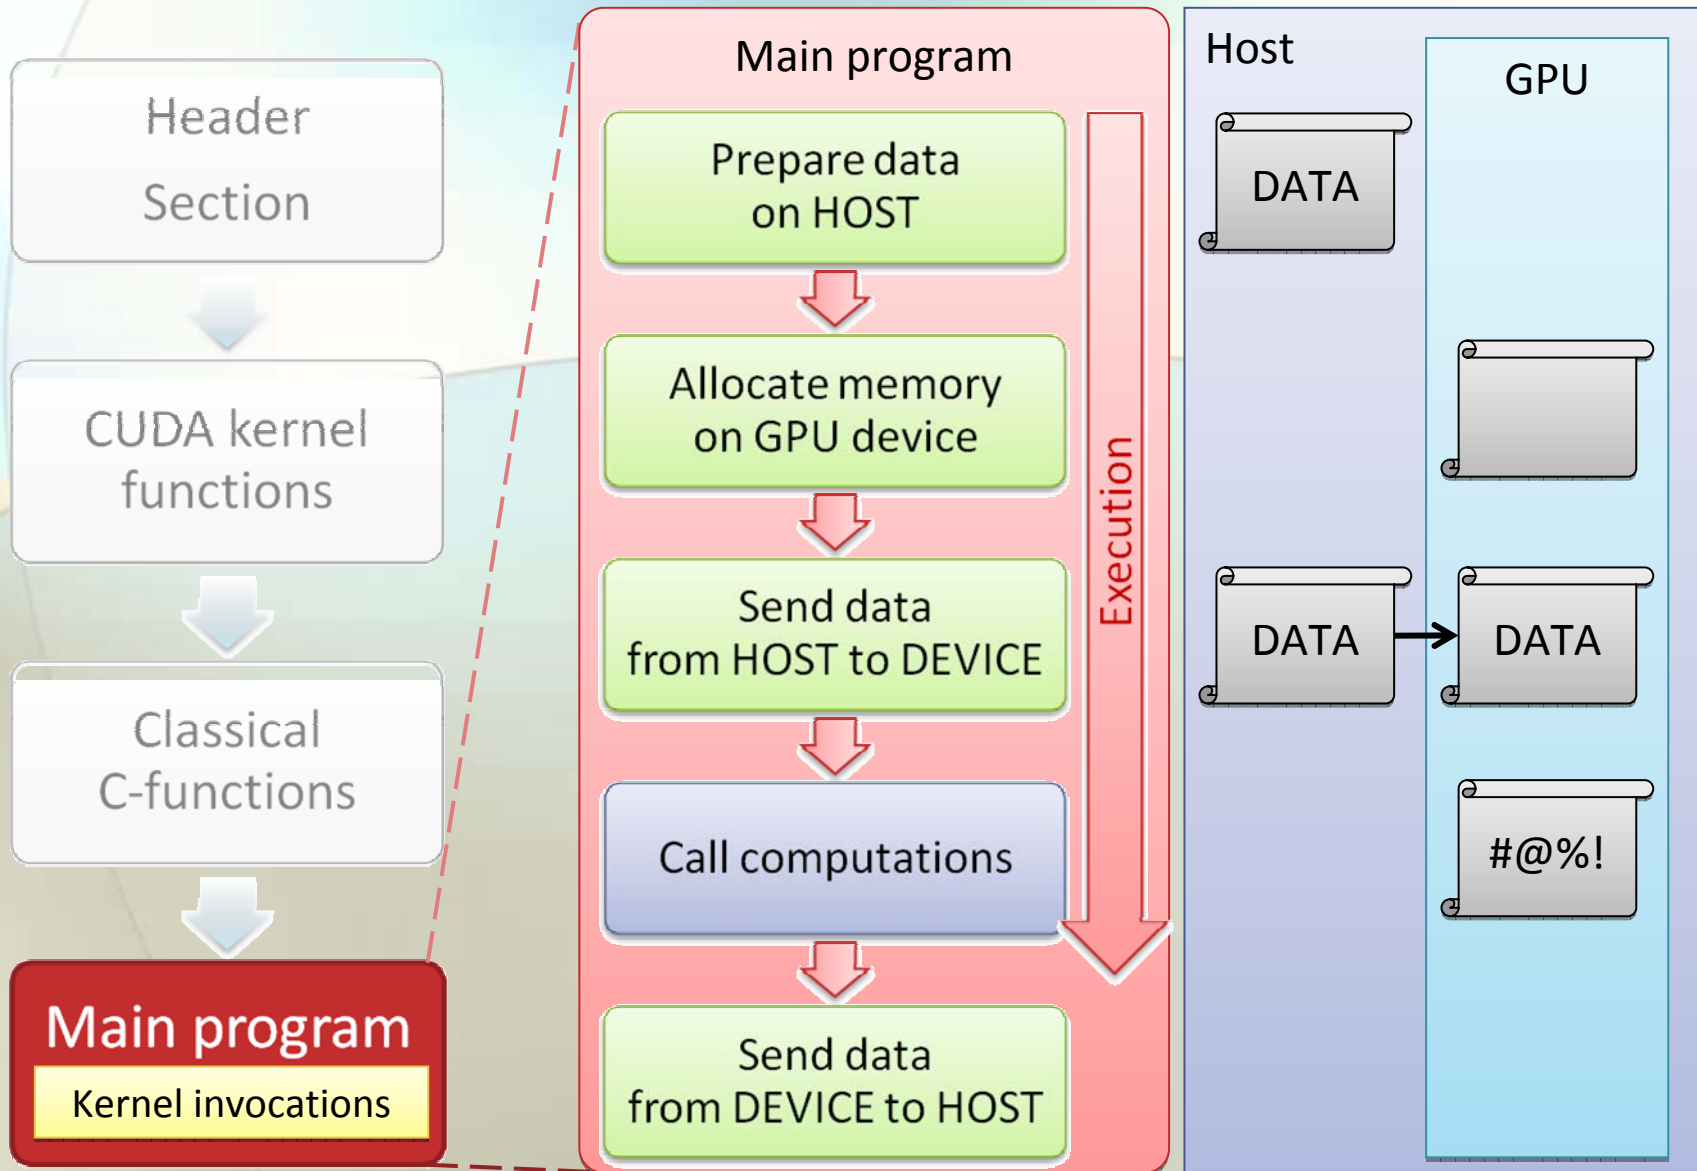 Header
Section
CUDA kernel
functions
Classical
C-functions
Main program
Kernel invocations
Main program
Prepare data
on HOST
Allocate memory
on GPU device
Send data
from HOST to DEVICE
Call computations
Send data
from DEVICE to HOST
Execution
Host
GPU
DATA
DATA
DATA
#@%!